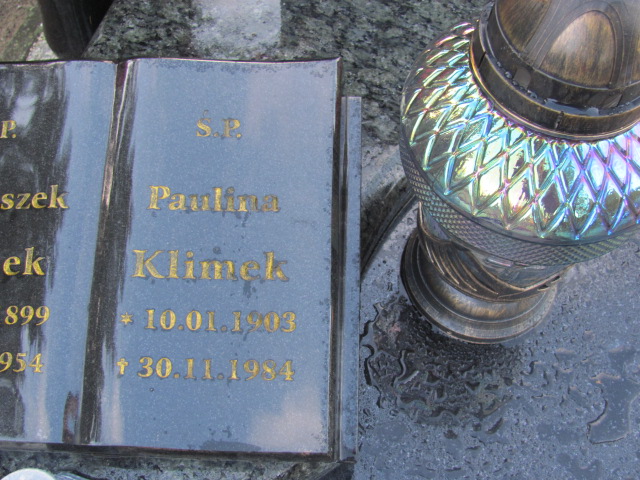 P.
szek
ek
899
954
Ś.P.
Paulina
Klimek
* 10.01.1903
✝ 30.11.1984